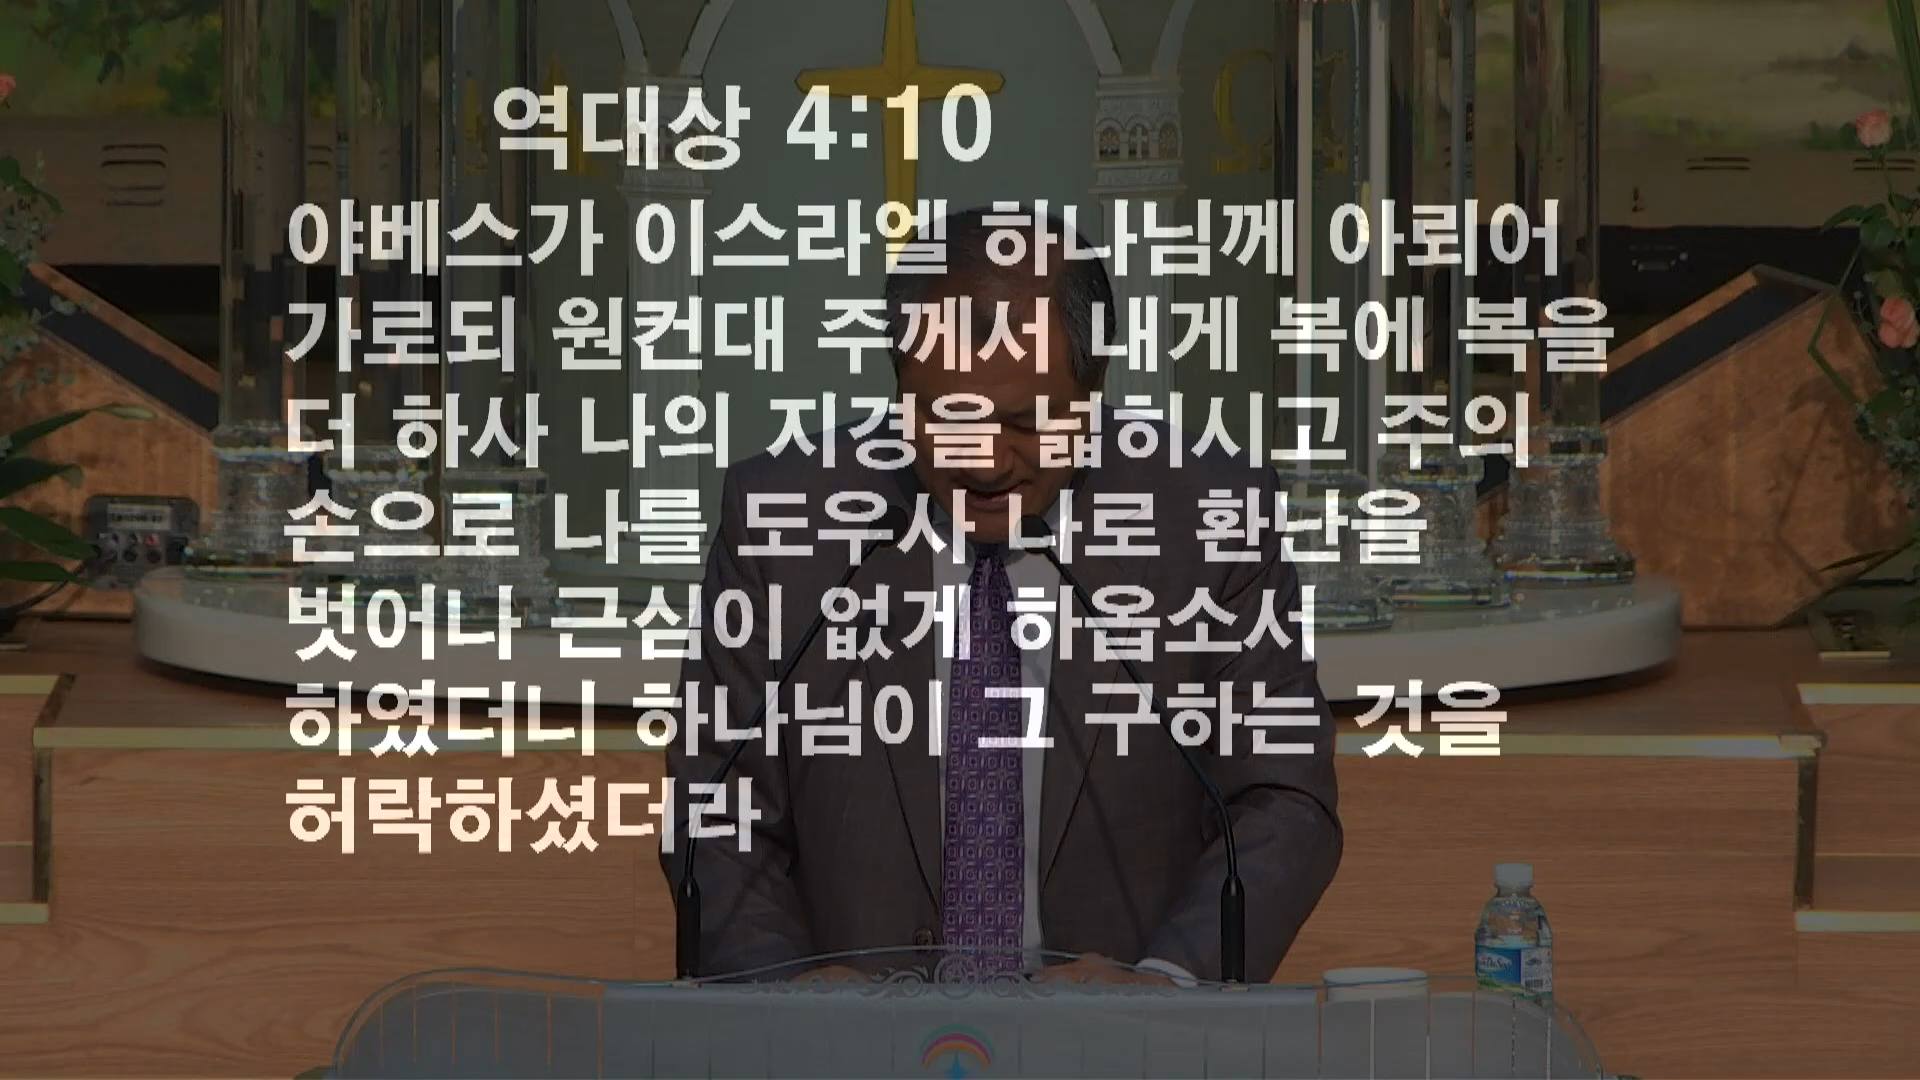 역대상 4:10
야베스가 이스라엘 하나님께 아뢰어
가로되 원컨대 주께서 내게 복에 복을
더 하사 나의 지경을 넓히시고 주의
손으로 나를 도우사 나로 환난을
벗어나 근심이 없게 하옵소서
하였더니 하나님이 그 구하는 것을
허락하셨더라